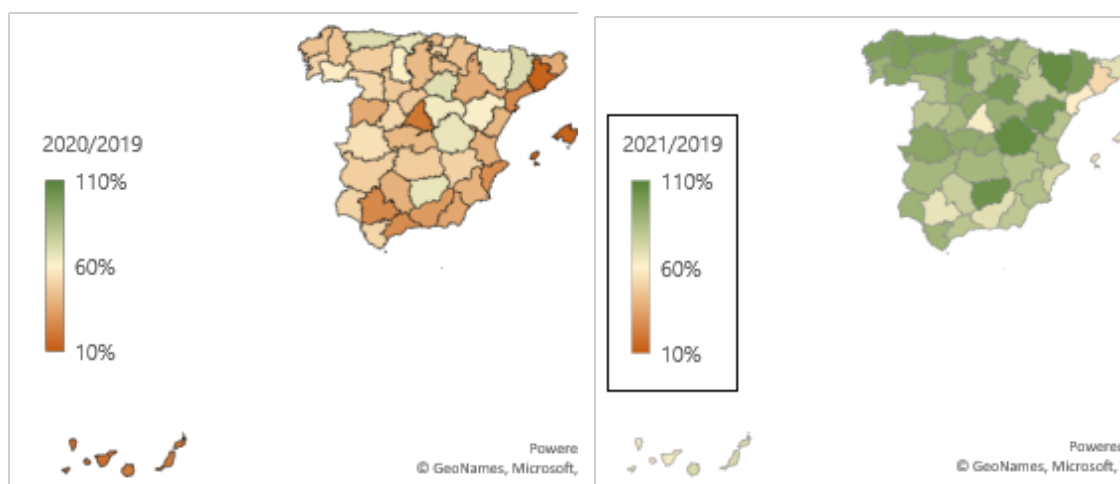 2020/2019
110%
60%
10%
Powere
© GeoNames, Microsoft,
2021/2019
110%
60%
10%
Powere
© GeoNames, Microsoft,